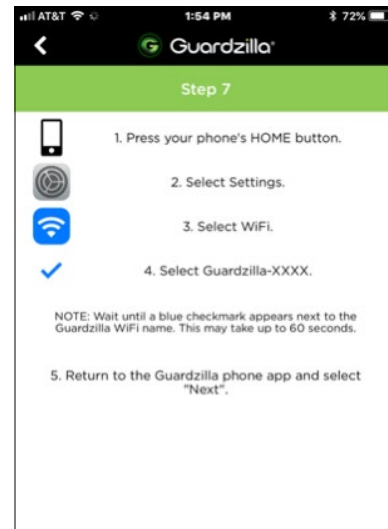 AT&T 1:54 PM 72%
Guardzilla®
Step 7
1. Press your phone's HOME button.
2. Select Settings.
3. Select WiFi.
4. Select Guardzilla-XXXX.
NOTE: Wait until a blue checkmark appears next to the
Guardzilla WiFi name. This may take up to 60 seconds.
5. Return to the Guardzilla phone app and select
"Next".